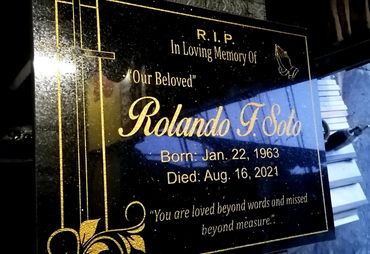 R.I.P
In Loving Memory Of
"Our Beloved"
Rolando F. Soto
Born: Jan. 22, 1963
Died: Aug. 16, 2021
"You are loved beyond words and missed
beyond measure."